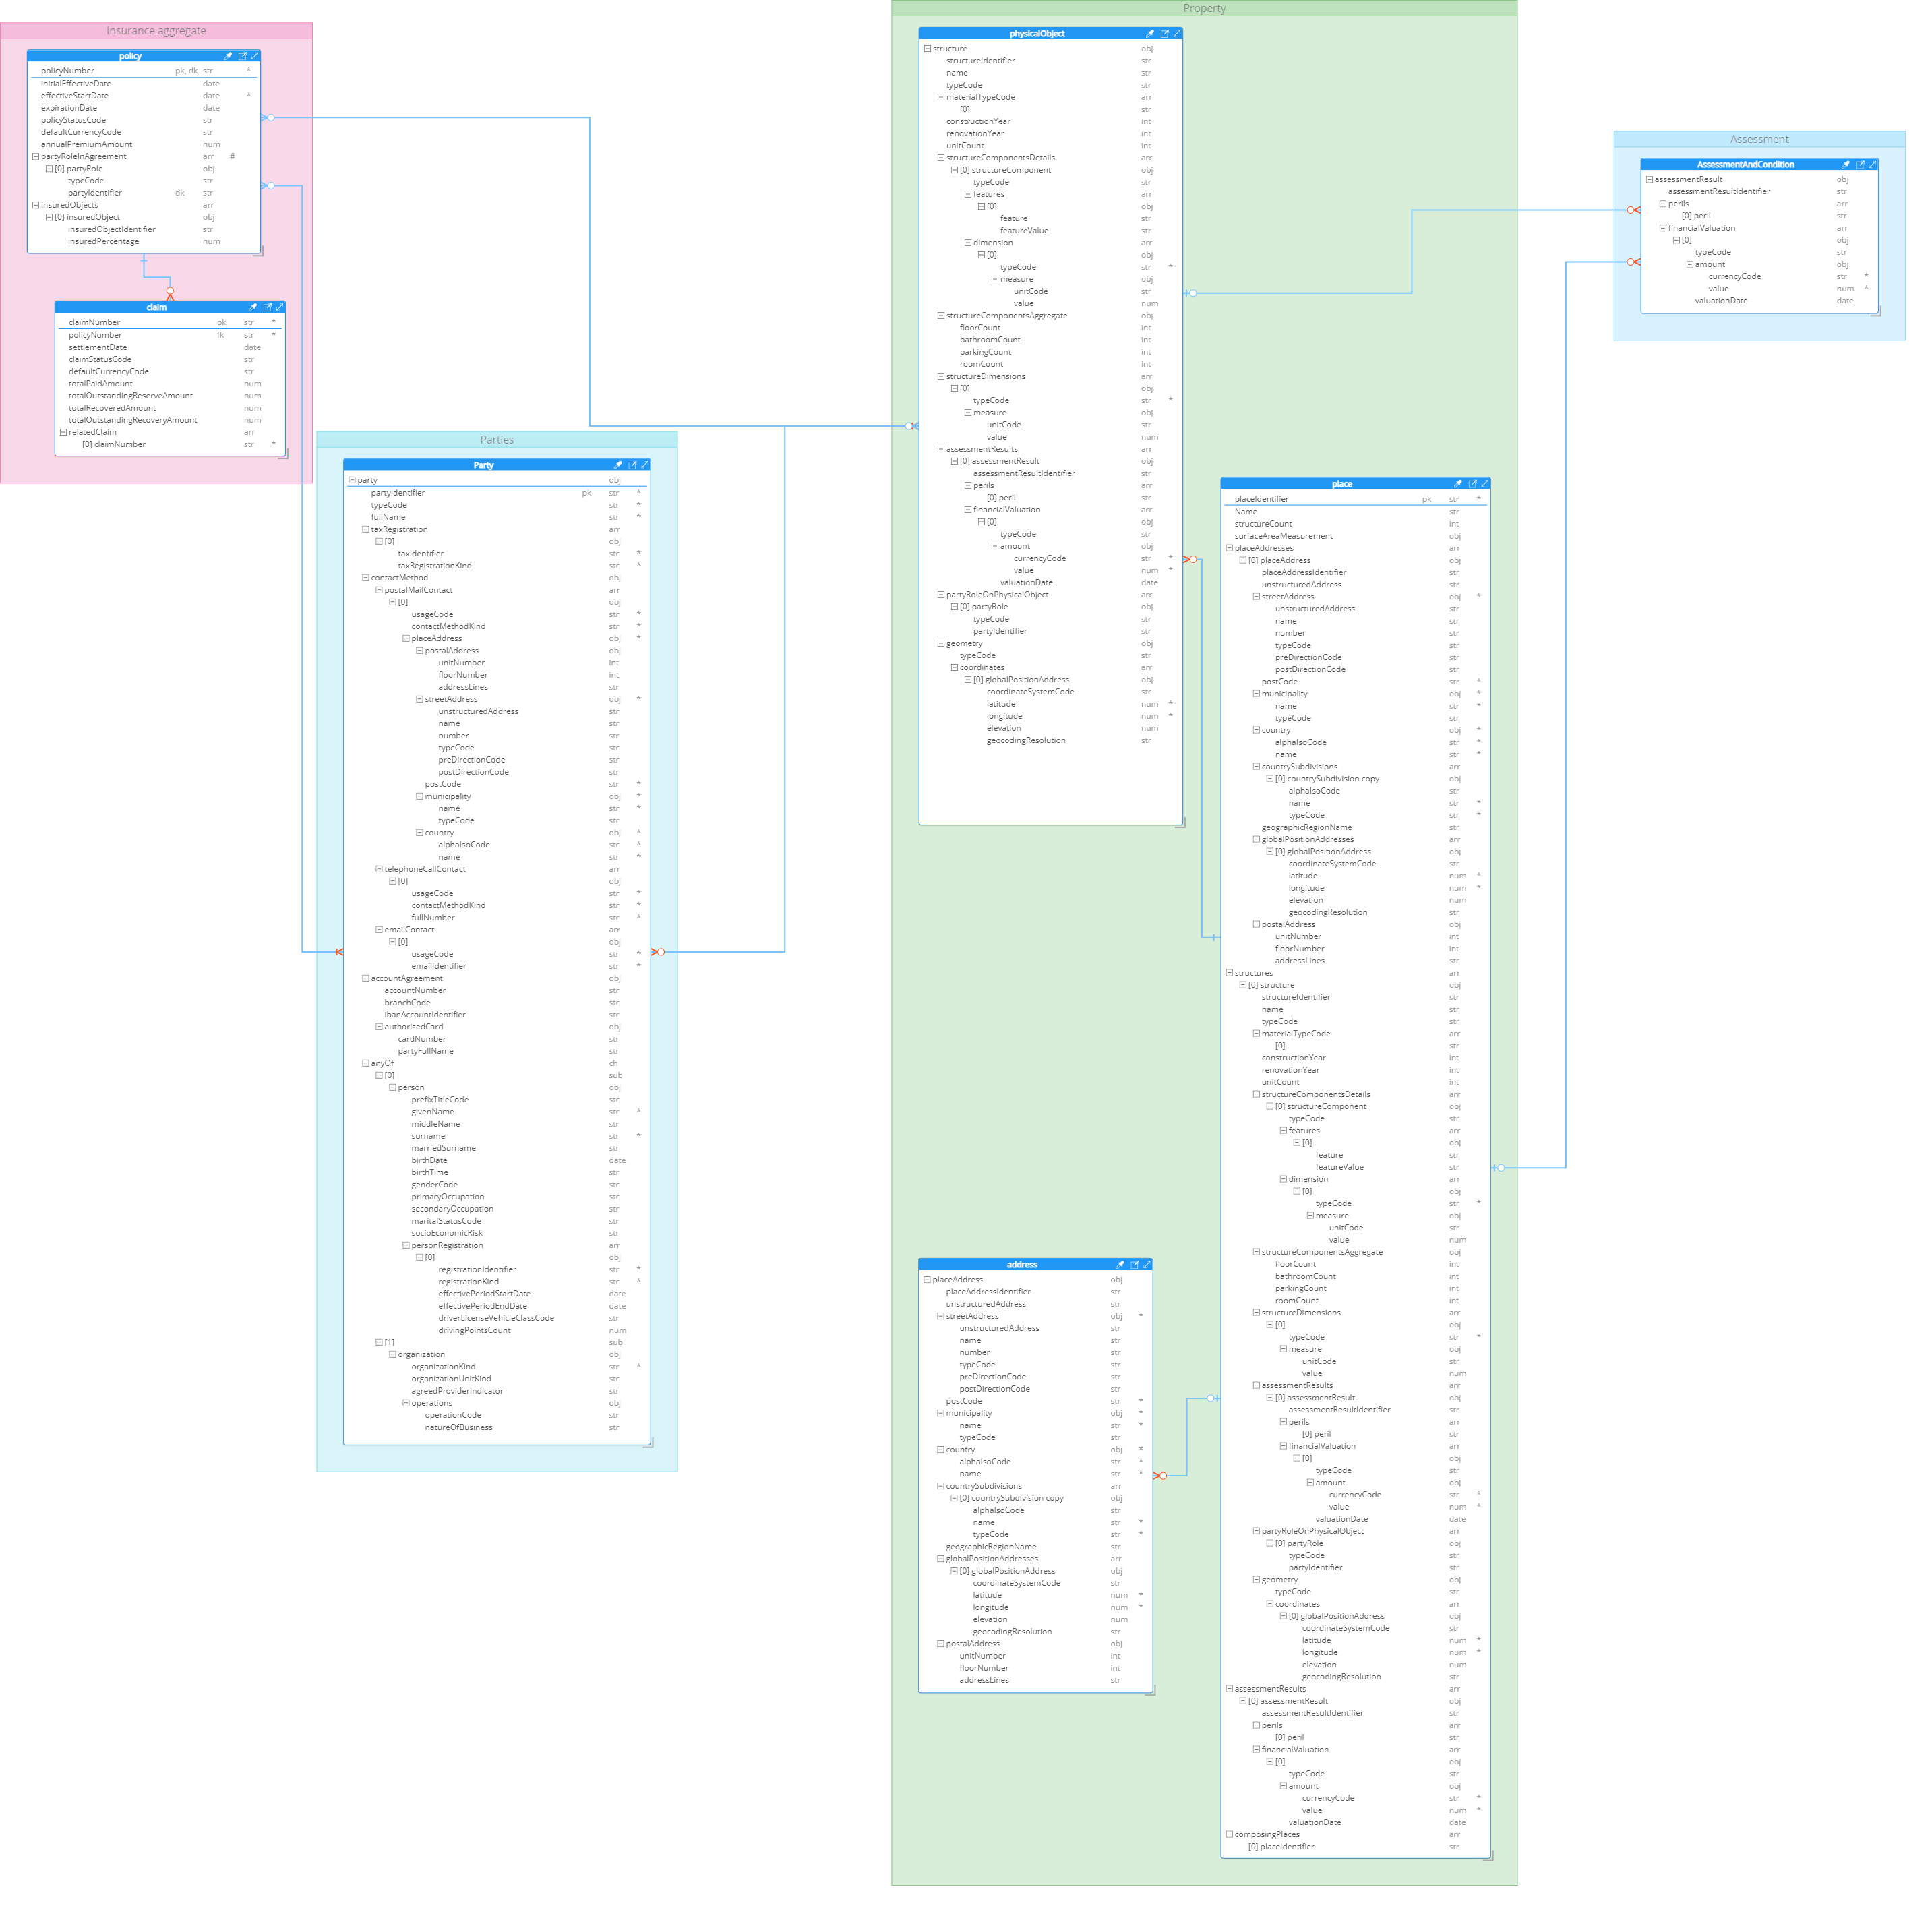 Insurance aggregate
policy
policyNumber pk, dk str *
initialEffectiveDate date
effectiveStartDate date *
expirationDate date
policyStatusCode str
defaultCurrencyCode str
annualPremiumAmount num
partyRoleInAgreement arr #
[0] partyRole obj
typeCode str
partyIdentifier dk str
insuredObjects arr
[0] insuredObject obj
insuredObjectIdentifier str
insuredPercentage num
claim
claimNumber pk str *
policyNumber fk str *
settlementDate date
claimStatusCode str
defaultCurrencyCode str
totalPaidAmount num
totalOutstandingReserveAmount num
totalRecoveredAmount num
totalOutstandingRecoveryAmount num
relatedClaim arr
[0] claimNumber str *
Parties
Party
party obj
partyIdentifier pk str *
typeCode str *
fullName str *
taxRegistration arr
[0] obj
taxIdentifier str *
taxRegistrationKind str *
contactMethod obj
postalMailContact arr
[0] obj
usageCode str *
contactMethodKind str *
placeAddress obj *
postalAddress obj
unitNumber int
floorNumber int
addressLines str
streetAddress obj *
unstructuredAddress str
name str
number str
typeCode str
preDirectionCode str
postDirectionCode str
postCode str *
municipality obj *
name str *
typeCode str
country obj *
alphaIsoCode str *
name str *
telephoneCallContact arr
[0] obj
usageCode str *
contactMethodKind str *
fullNumber str *
emailContact arr
[0] obj
usageCode str *
emailIdentifier str *
accountAgreement obj
accountNumber str
branchCode str
ibanAccountIdentifier str
authorizedCard obj
cardNumber str
partyFullName str
anyOf ch
[0] sub
person obj
prefixTitleCode str
givenName str *
middleName str
surname str *
marriedSurname str
birthDate date
birthTime str
genderCode str
primaryOccupation str
secondaryOccupation str
maritalStatusCode str
socioEconomicRisk str
personRegistration arr
[0] obj
registrationIdentifier str *
registrationKind str *
effectivePeriodStartDate date
effectivePeriodEndDate date
driverLicenseVehicleClassCode str
drivingPointsCount num
[1] sub
organization obj
organizationKind str *
organizationUnitKind str
agreedProviderIndicator str
operations obj
operationCode str
natureOfBusiness str
Property
physicalObject
structure obj
structureIdentifier str
name str
typeCode str
materialTypeCode arr
[0] str
constructionYear int
renovationYear int
unitCount int
structureComponentsDetails arr
[0] structureComponent obj
typeCode str
features arr
[0] obj
feature str
featureValue str
dimension arr
[0] obj
typeCode str *
measure obj
unitCode str
value num
structureComponentsAggregate obj
floorCount int
bathroomCount int
parkingCount int
roomCount int
structureDimensions arr
[0] obj
typeCode str *
measure obj
unitCode str
value num
assessmentResults arr
[0] assessmentResult obj
assessmentResultIdentifier str
perils arr
[0] peril str
financialValuation arr
[0] obj
typeCode str
amount obj
currencyCode str *
value num *
valuationDate date
partyRoleOnPhysicalObject arr
[0] partyRole obj
typeCode str
partyIdentifier str
geometry obj
typeCode str
coordinates arr
[0] globalPositionAddress obj
coordinateSystemCode str
latitude num *
longitude num *
elevation num
geocodingResolution str
address
placeAddress obj
placeAddressIdentifier str
unstructuredAddress str
streetAddress obj *
unstructuredAddress str
name str
number str
typeCode str
preDirectionCode str
postDirectionCode str
postCode str *
municipality obj *
name str *
typeCode str
country obj *
alphaIsoCode str *
name str *
countrySubdivisions arr
[0] countrySubdivision copy obj
alphaIsoCode str
name str *
typeCode str *
geographicRegionName str
globalPositionAddresses arr
[0] globalPositionAddress obj
coordinateSystemCode str
latitude num *
longitude num *
elevation num
geocodingResolution str
postalAddress obj
unitNumber int
floorNumber int
addressLines str
place
placeIdentifier pk str *
Name str
structureCount int
surfaceAreaMeasurement obj
placeAddresses arr
[0] placeAddress obj
placeAddressIdentifier str
unstructuredAddress str
streetAddress obj *
unstructuredAddress str
name str
number str
typeCode str
preDirectionCode str
postDirectionCode str
postCode str *
municipality obj *
name str *
typeCode str
country obj *
alphaIsoCode str *
name str *
countrySubdivisions arr
[0] countrySubdivision copy obj
alphaIsoCode str
name str *
typeCode str *
geographicRegionName str
globalPositionAddresses arr
[0] globalPositionAddress obj
coordinateSystemCode str
latitude num *
longitude num *
elevation num
geocodingResolution str
postalAddress obj
unitNumber int
floorNumber int
addressLines str
structures arr
[0] structure obj
structureIdentifier str
name str
typeCode str
materialTypeCode arr
[0] str
constructionYear int
renovationYear int
unitCount int
structureComponentsDetails arr
[0] structureComponent obj
typeCode str
features arr
[0] obj
feature str
featureValue str
dimension arr
[0] obj
typeCode str *
measure obj
unitCode str
value num
structureComponentsAggregate obj
floorCount int
bathroomCount int
parkingCount int
roomCount int
structureDimensions arr
[0] obj
typeCode str *
measure obj
unitCode str
value num
assessmentResults arr
[0] assessmentResult obj
assessmentResultIdentifier str
perils arr
[0] peril str
financialValuation arr
[0] obj
typeCode str
amount obj
currencyCode str *
value num *
valuationDate date
partyRoleOnPhysicalObject arr
[0] partyRole obj
typeCode str
partyIdentifier str
geometry obj
typeCode str
coordinates arr
[0] globalPositionAddress obj
coordinateSystemCode str
latitude num *
longitude num *
elevation num
geocodingResolution str
assessmentResults arr
[0] assessmentResult obj
assessmentResultIdentifier str
perils arr
[0] peril str
financialValuation arr
[0] obj
typeCode str
amount obj
currencyCode str *
value num *
valuationDate date
composingPlaces arr
[0] placeIdentifier str
Assessment
AssessmentAndCondition
assessmentResult obj
assessmentResultIdentifier str
perils arr
[0] peril str
financialValuation arr
[0] obj
typeCode str
amount obj
currencyCode str *
value num *
valuationDate date